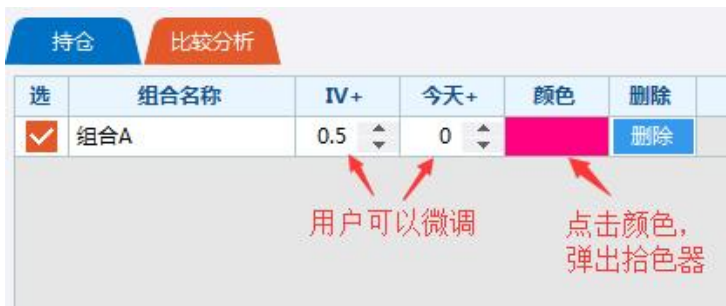 持仓 比较分析
选 组合名称 IV+ 今天+ 颜色 删除
组合A 0.5 0 删除
用户可以微调 点击颜色，
弹出拾色器